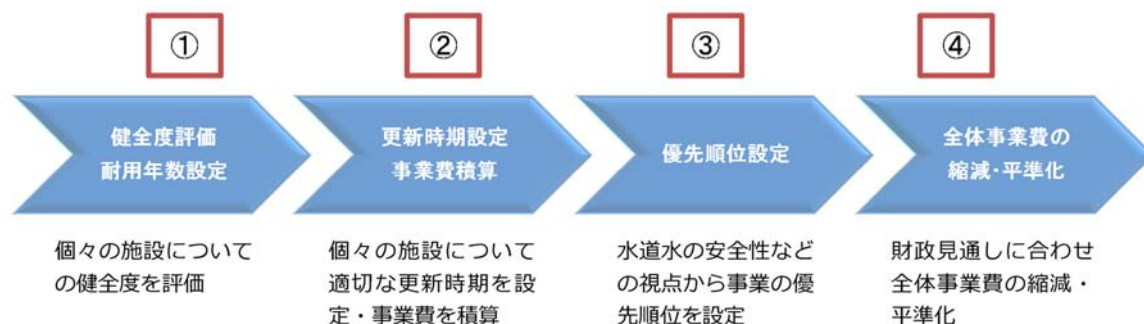 ①
健全度評価
耐用年数設定
個々の施設について
の健全度を評価
②
更新時期設定
事業費積算
個々の施設について
適切な更新時期を設
定・事業費を積算
③
優先順位設定
水道水の安全性など
の視点から事業の優
先順位を設定
④
全体事業費の
縮減・平準化
財政見通しに合わせ
全体事業費の縮減・
平準化